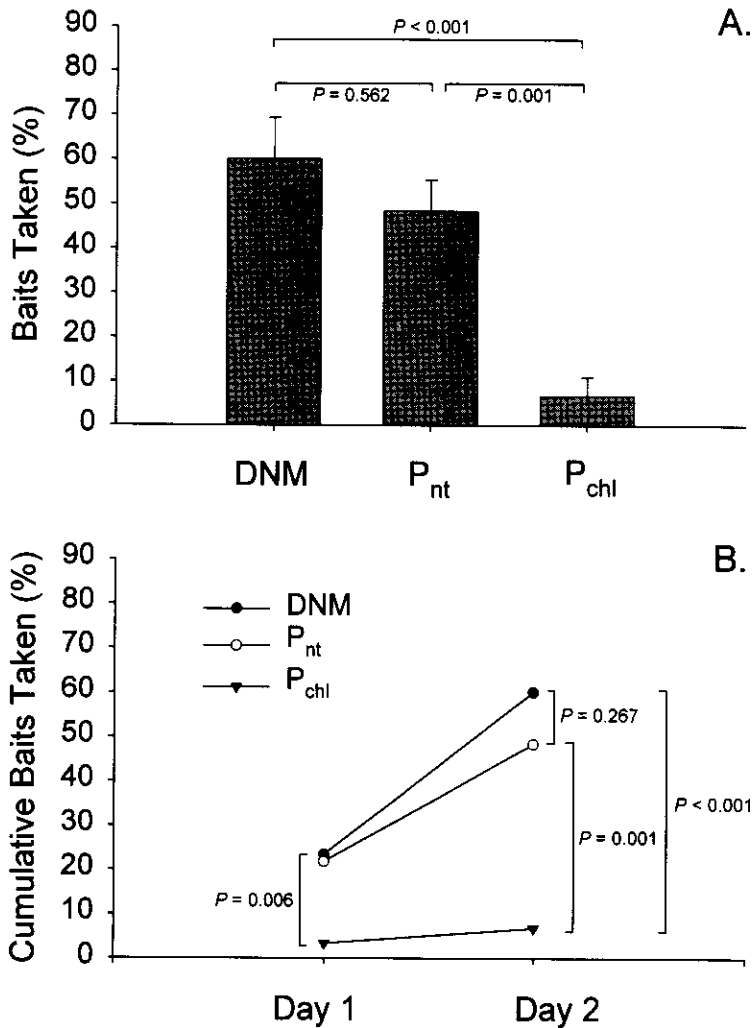 A.
90
80
70
60
50
40
30
20
10
0
Baits Taken (%)
P < 0.001
P = 0.562
P = 0.001
DNM
Pnt
Pchl
B.
90
80
70
60
50
40
30
20
10
0
Cumulative Baits Taken (%)
DNM
Pnt
Pchl
P = 0.267
P < 0.001
P = 0.001
P = 0.006
Day 1
Day 2